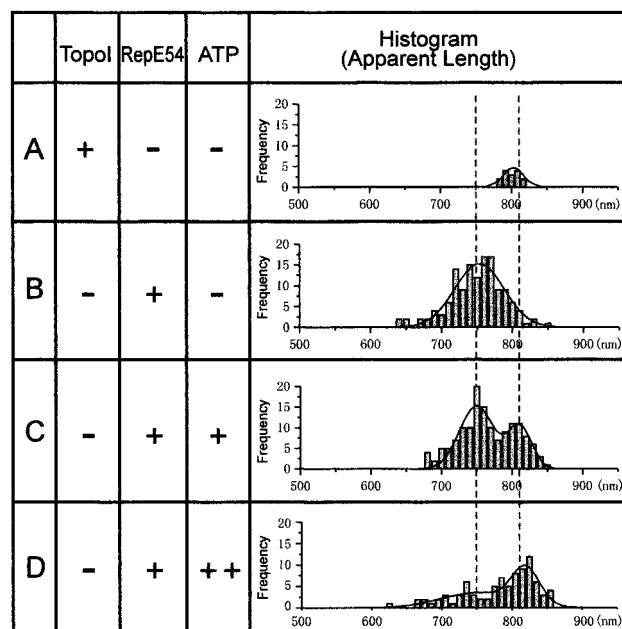 TopoI RepE54 ATP Histogram
(Apparent Length)
A + - - Frequency 20 15 10 5 0 500 600 700 800 900 (nm)
B - + - Frequency 20 15 10 5 0 500 600 700 800 900 (nm)
C - + + Frequency 20 15 10 5 0 500 600 700 800 900 (nm)
D - + ++ Frequency 20 15 10 5 0 500 600 700 800 900 (nm)